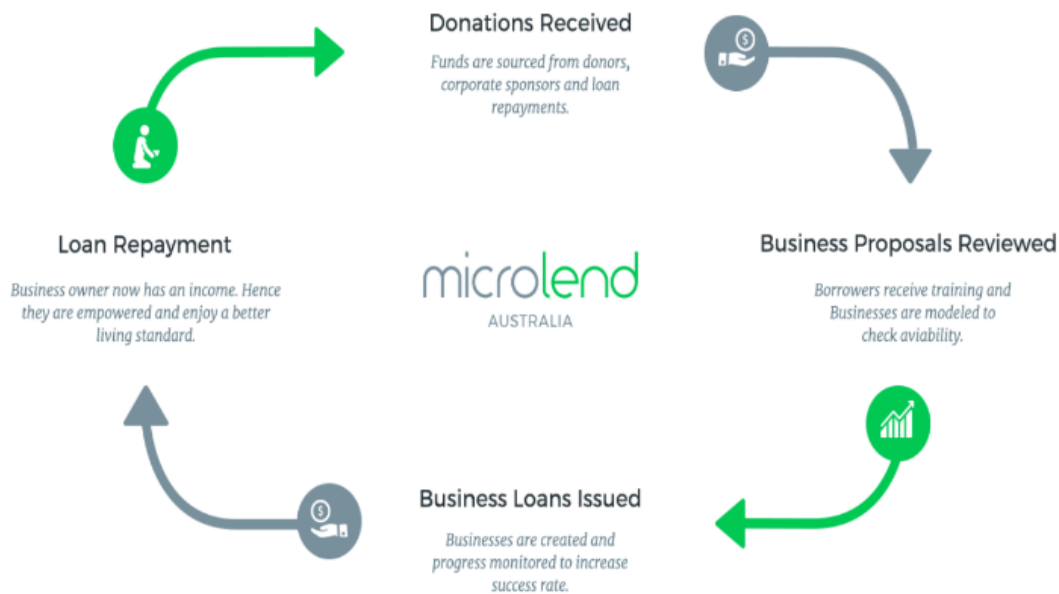 Donations Received
Funds are sourced from donors,
corporate sponsors and loan
repayments.
Business Proposals Reviewed
Borrowers receive training and
Businesses are modeled to
check aviability.
Business Loans Issued
Businesses are created and
progress monitored to increase
success rate.
Loan Repayment
Business owner now has an income. Hence
they are empowered and enjoy a better
living standard.
microlend
AUSTRALIA